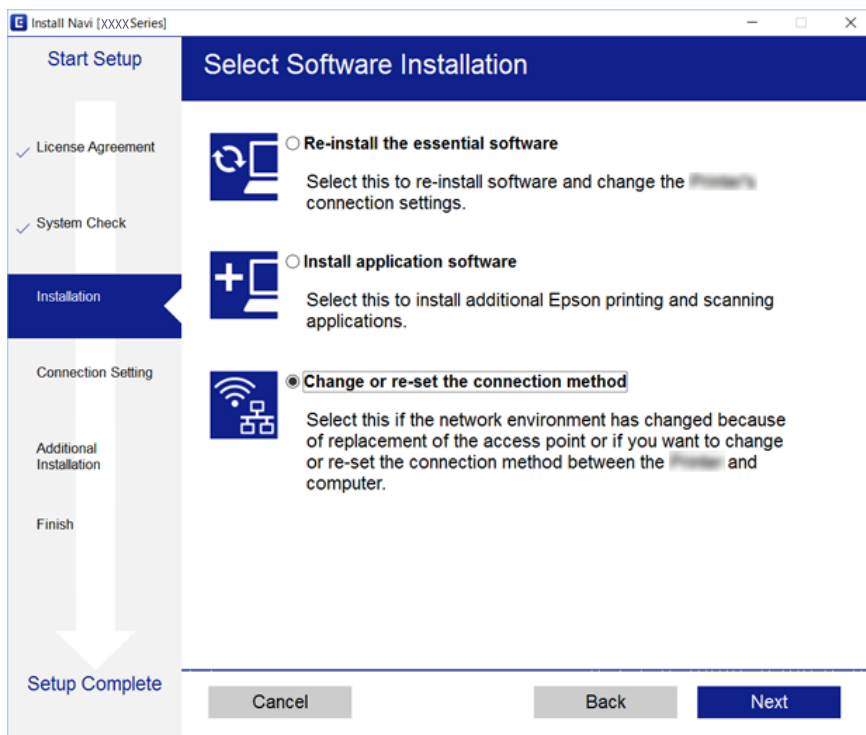 E Install Navi [XXXX Series]
Start Setup
License Agreement
System Check
Installation
Connection Setting
Additional
Installation
Finish
Setup Complete
Select Software Installation
Re-install the essential software
Select this to re-install software and change the
connection settings.
Install application software
Select this to install additional Epson printing and scanning
applications.
Change or re-set the connection method
Select this if the network environment has changed because
of replacement of the access point or if you want to change
or re-set the connection method between the and
computer.
Cancel
Back
Next